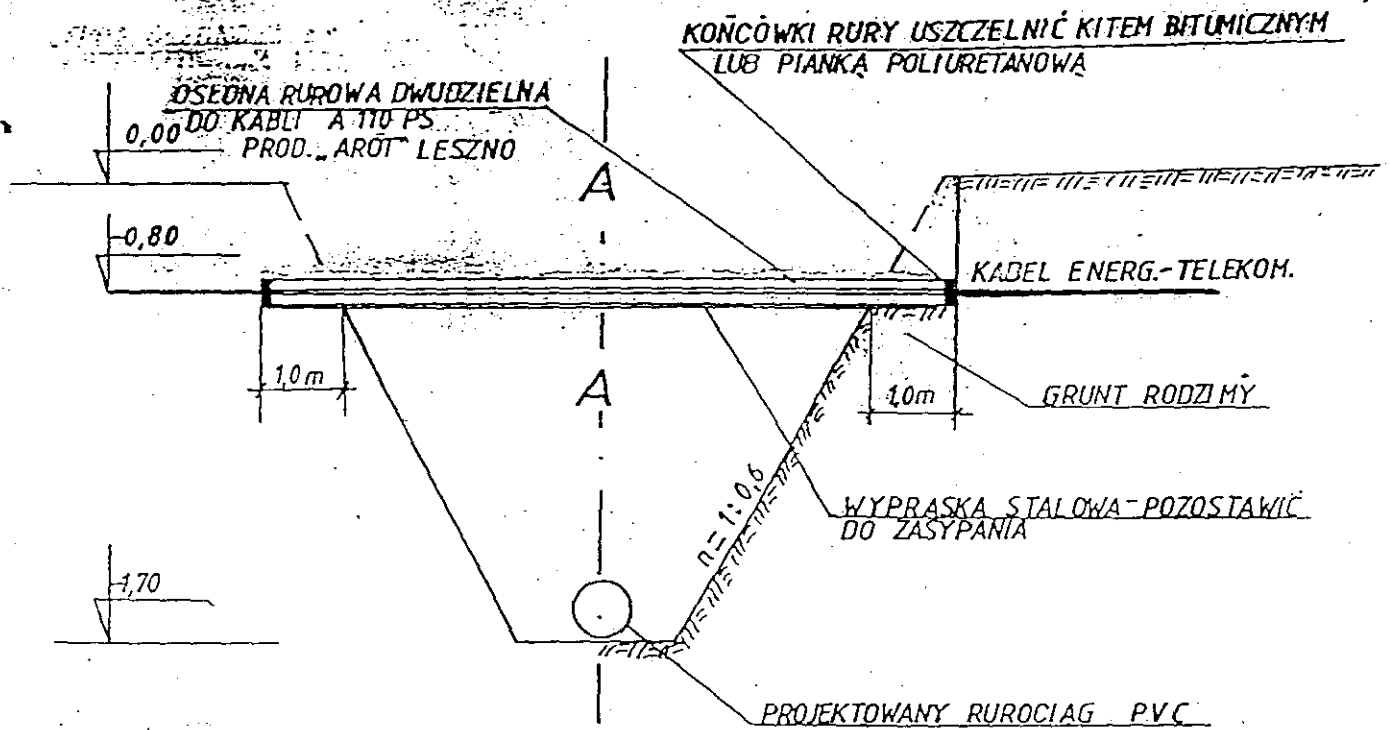 KOŃCÓWKI RURY USZCZELNIĆ KITEM BITUMICZNYM
LUB PIANKĄ POLIURETANOWĄ
OSŁONA RUROWA DWUDZIELNA
DO KABLI A 110 PS
PROD. „AROT" LESZNO
0,00
A
-0,80
KABEL ENERG.-TELEKOM.
1,0m
A
1,0m
GRUNT RODZIMY
n=1:0,6
WYPRASKA STALOWA-POZOSTAWIĆ
DO ZASYPANIA
-1,70
PROJEKTOWANY RUROCIĄG PVC